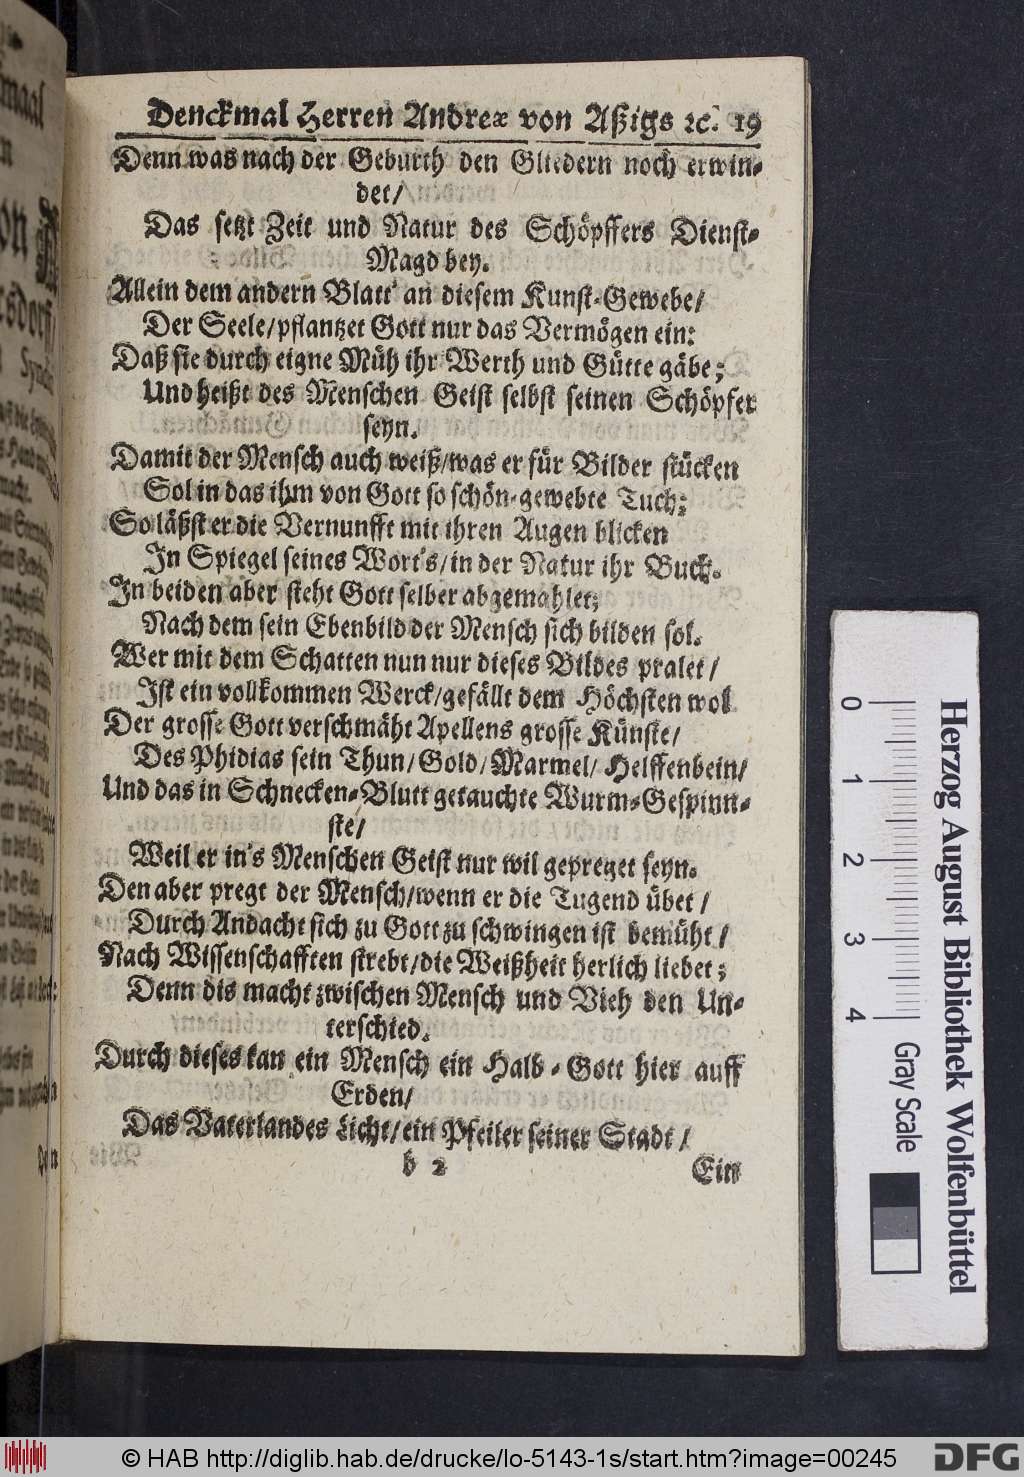 Denckmal Herren Andreæ von Aßigs ꝛc. 19
Denn was nach der Geburth den Gliedern noch erwin-
det/
Das setzt Zeit und Natur des Schöpffers Dienst-
Magd bey.
Allein dem andern Blatt' an diesem Kunst-Gewebe/
Der Seele/pflantzet Gott nur das Vermögen ein:
Daß sie durch eigne Müh ihr Werth und Gütte gäbe;
Und heißt des Menschen Geist selbst seinen Schöpfer
seyn.
Damit der Mensch auch weiß/was er für Bilder stücken
Sol in das ihm von Gott so schön-gewebte Tuch;
So läßst er die Vernunfft mit ihren Augen blicken
In Spiegel seines Wort's/in der Natur ihr Buch.
In beiden aber steht Gott selber abgemahlet;
Nach dem sein Ebenbild der Mensch sich bilden sol.
Wer mit dem Schatten nun nur dieses Bildes pralet/
Ist ein vollkommen Werck/gefällt dem Höchsten wol
Der grosse Gott verschmäht Apellens grosse Künste/
Des Phidias sein Thun/Gold/Marmel/Helffenbein/
Und das in Schnecken-Blutt getauchte Wurm-Gespinn-
ste/
Weil er in's Menschen Geist nur wil gepreget seyn.
Den aber pregt der Mensch/wenn er die Tugend übet/
Durch Andacht sich zu Gott zu schwingen ist bemüht/
Nach Wissenschafften strebt/die Weißheit herlich liebet;
Denn dis macht zwischen Mensch und Vieh den Un-
terschied.
Durch dieses kan ein Mensch ein Halb-Gott hier auff
Erden/
Das Vaterlandes Licht/ein Pfeiler seiner Stadt/
b 2
Ein
Herzog August Bibliothek Wolfenbüttel
0 1 2 3 4
Gray Scale
© HAB http://diglib.hab.de/drucke/lo-5143-1s/start.htm?image=00245
DFG